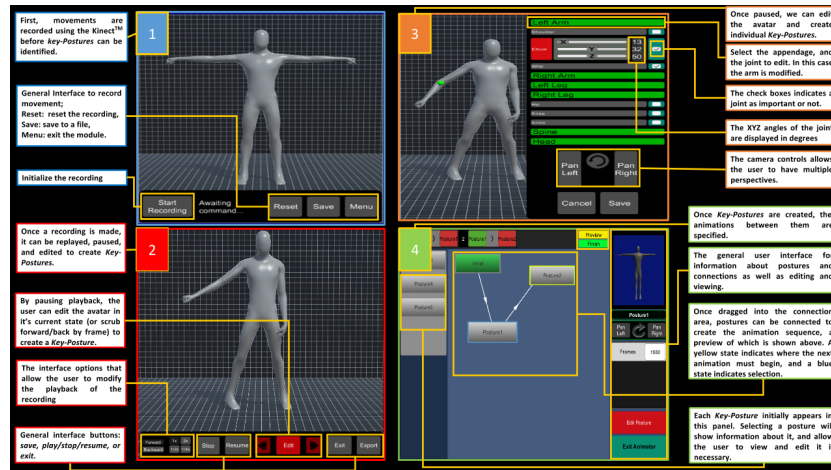 First, movements are
recorded using the Kinect™
before Key-Postures can be
identified.
General Interface to record
movement;
Reset: reset the recording,
Save: save to a file,
Menu: exit the module.
Initialize the recording
1
Start
Recording
Awaiting
command...
Reset
Save
Menu
Once a recording is made,
it can be replayed, paused,
and edited to create Key-
Postures.
By pausing playback, the
user can edit the avatar in
it's current state (or scrub
forward/back by frame) to
create a Key-Posture.
The interface options that
allow the user to modify
the playback of the
recording
General interface buttons:
save, play/stop/resume, or
exit.
2
Forward
1x
2x
Backward
Stop
Resume
Edit
Exit
Export
3
Left Arm
Shoulder
Elbow
X
13
Y
32
Z
50
Wrist
Right Arm
Left Leg
Right Leg
Hip
Knee
Ankle
Spine
Head
Pan
Left
Pan
Right
Cancel
Save
Once paused, we can edit
the avatar and create
individual Key-Postures.
Select the appendage, and
the joint to edit. In this case
the arm is modified.
The check boxes indicates a
joint as important or not.
The XYZ angles of the joint
are displayed in degrees
The camera controls allows
the user to have multiple
perspectives.
4
Posture1
Posture1
Posture2
Preview
Finish
Posture4
Posture5
Initial
Posture2
Posture1
Posture1
Pan
Left
Pan
Right
Frames
Edit Posture
Exit Animator
Once Key-Postures are created, the
animations between them are
specified.
The general user interface for
information about postures and
connections as well as editing and
viewing.
Once dragged into the connection
area, postures can be connected to
create the animation sequence, a
preview of which is shown above. A
yellow state indicates where the next
animation must begin, and a blue
state indicates selection.
Each Key-Posture initially appears in
this panel. Selecting a posture will
show information about it, and allow
the user to view and edit it if
necessary.